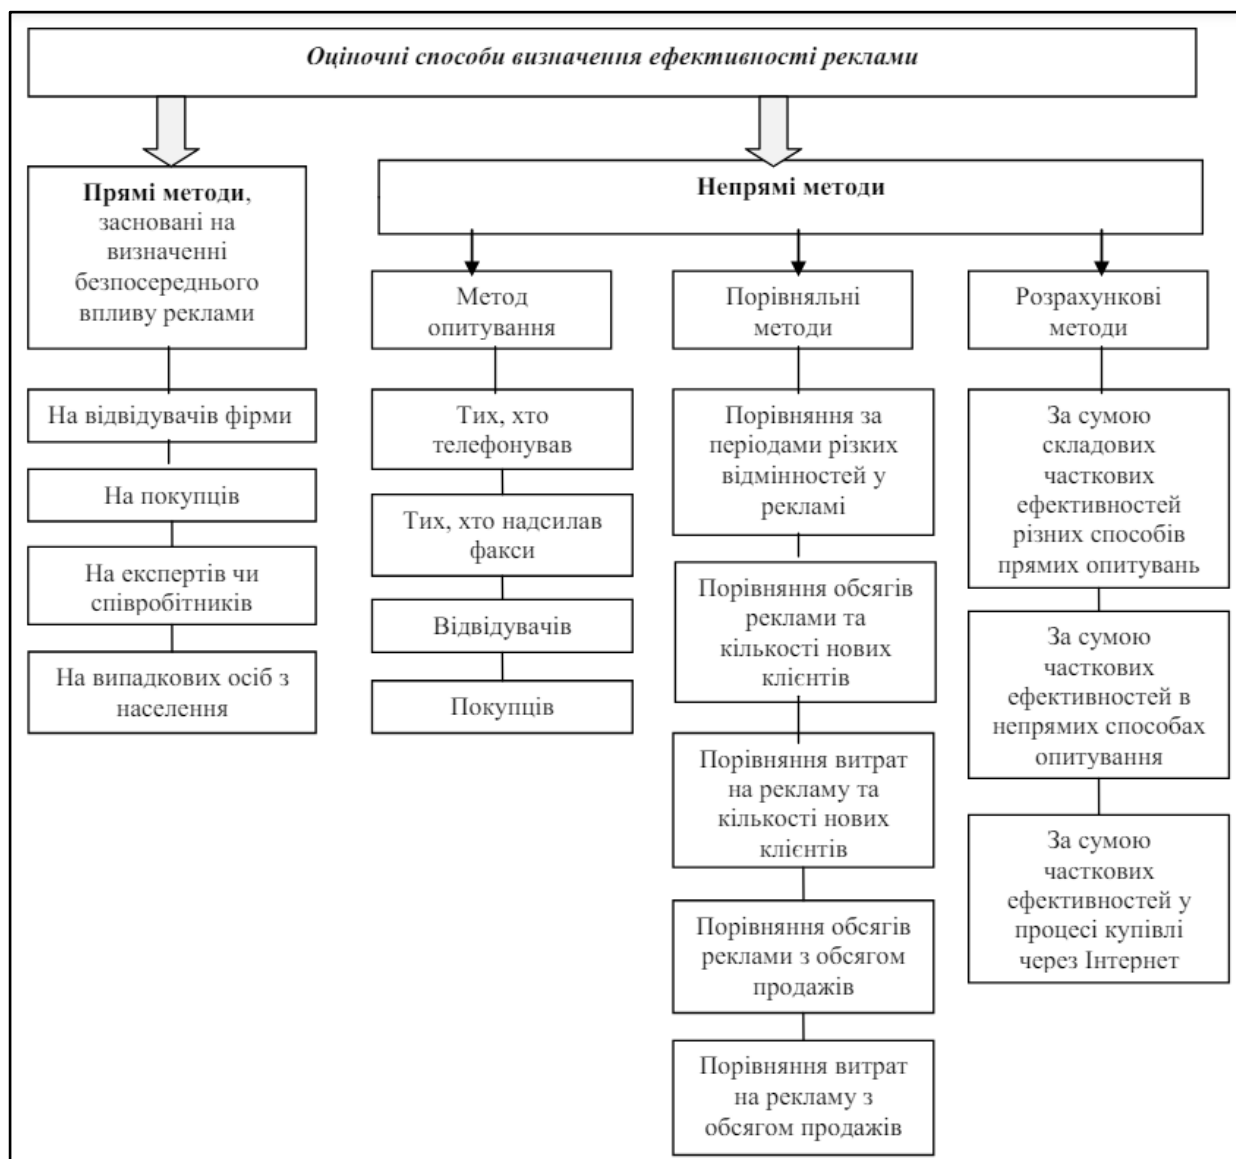 Оціночні способи визначення ефективності реклами
Прямі методи,
засновані на
визначенні
безпосереднього
впливу реклами
На відвідувачів фірми
На покупців
На експертів чи
співробітників
На випадкових осіб з
населення
Непрямі методи
Метод
опитування
Тих, хто
телефонував
Тих, хто надсилав
факси
Відвідувачів
Покупців
Порівняльні
методи
Порівняння за
періодами різких
відмінностей у
рекламі
Порівняння обсягів
реклами та
кількості нових
клієнтів
Порівняння витрат
на рекламу та
кількості нових
клієнтів
Порівняння обсягів
реклами з обсягом
продажів
Порівняння витрат
на рекламу з
обсягом продажів
Розрахункові
методи
За сумою
складових
часткових
ефективностей
різних способів
прямих опитувань
За сумою
часткових
ефективностей в
непрямих способах
опитування
За сумою
часткових
ефективностей у
процесі купівлі
через Інтернет